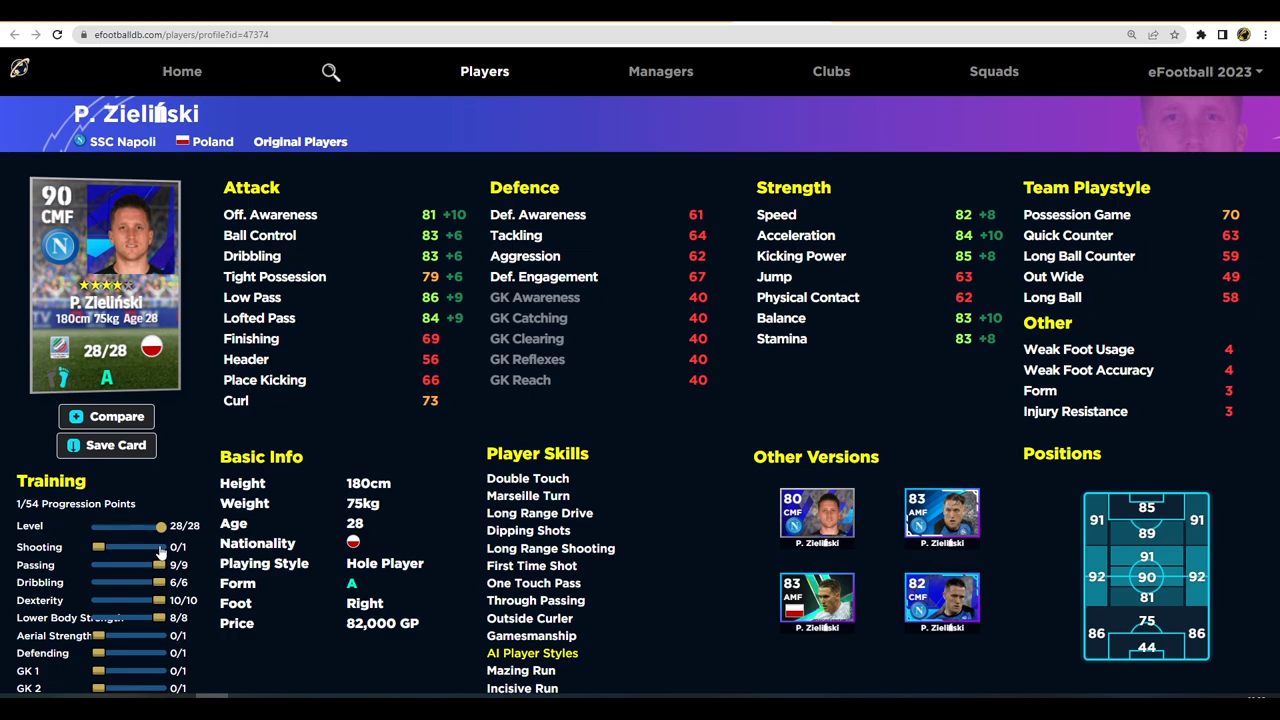 efootballdb.com/players/profile?id=47374
Home
Players
Managers
Clubs
Squads
eFootball 2023
P. Zieliński
SSC Napoli
Poland
Original Players
90
CMF
P. Zieliński
180cm 75kg Age 28
28/28
A
Compare
Save Card
Training
1/54 Progression Points
Level 28/28
Shooting 0/1
Passing 9/9
Dribbling 6/6
Dexterity 10/10
Lower Body Strength 8/8
Aerial Strength 0/1
Defending 0/1
GK 1 0/1
GK 2 0/1
Attack
Off. Awareness 81 +10
Ball Control 83 +6
Dribbling 83 +6
Tight Possession 79 +6
Low Pass 86 +9
Lofted Pass 84 +9
Finishing 69
Header 56
Place Kicking 66
Curl 73
Defence
Def. Awareness 61
Tackling 64
Aggression 62
Def. Engagement 67
GK Awareness 40
GK Catching 40
GK Clearing 40
GK Reflexes 40
GK Reach 40
Strength
Speed 82 +8
Acceleration 84 +10
Kicking Power 85 +8
Jump 63
Physical Contact 62
Balance 83 +10
Stamina 83 +8
Team Playstyle
Possession Game 70
Quick Counter 63
Long Ball Counter 59
Out Wide 49
Long Ball 58
Other
Weak Foot Usage 4
Weak Foot Accuracy 4
Form 3
Injury Resistance 3
Basic Info
Height 180cm
Weight 75kg
Age 28
Nationality
Playing Style Hole Player
Form A
Foot Right
Price 82,000 GP
Player Skills
Double Touch
Marseille Turn
Long Range Drive
Dipping Shots
Long Range Shooting
First Time Shot
One Touch Pass
Through Passing
Outside Curler
Gamesmanship
AI Player Styles
Mazing Run
Incisive Run
Other Versions
80
CMF
P. Zieliński
83
AMF
P. Zieliński
83
AMF
P. Zieliński
82
CMF
P. Zieliński
Positions
85
91 91
89
91
92 90 92
81
75
86 86
44